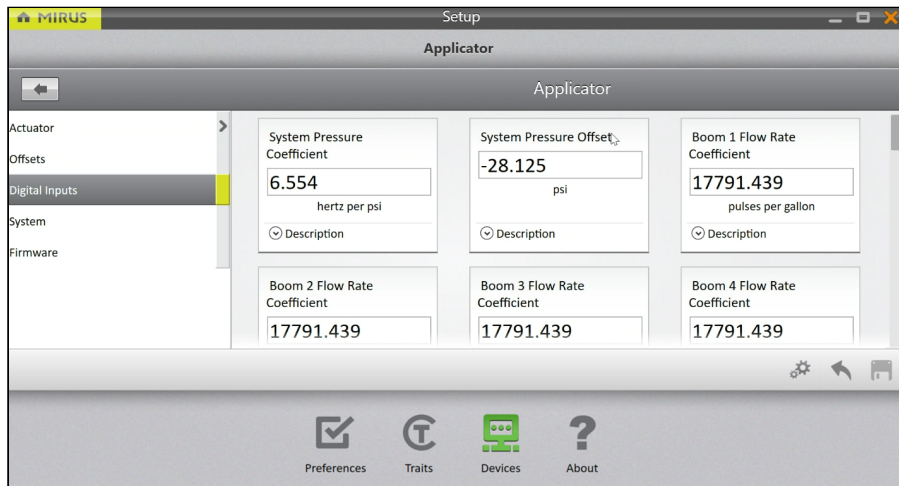 MIRUS
Setup
Applicator
Applicator
Actuator
Offsets
Digital Inputs
System
Firmware
System Pressure
Coefficient
6.554
hertz per psi
Description
System Pressure Offset
-28.125
psi
Description
Boom 1 Flow Rate
Coefficient
17791.439
pulses per gallon
Description
Boom 2 Flow Rate
Coefficient
17791.439
Boom 3 Flow Rate
Coefficient
17791.439
Boom 4 Flow Rate
Coefficient
17791.439
Preferences
Traits
Devices
About